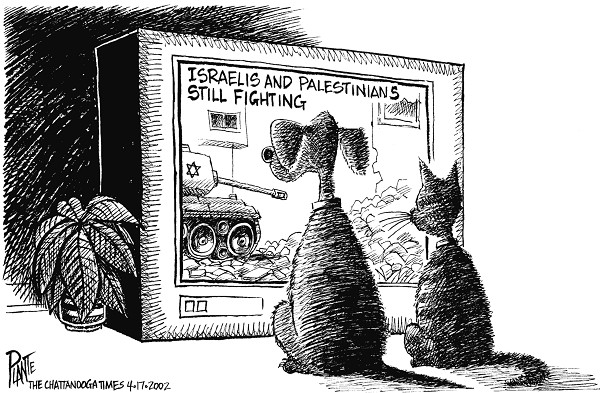 ISRAELIS AND PALESTINIANS
STILL FIGHTING
PLANTE
THE CHATTANOOGA TIMES 4·17·2002